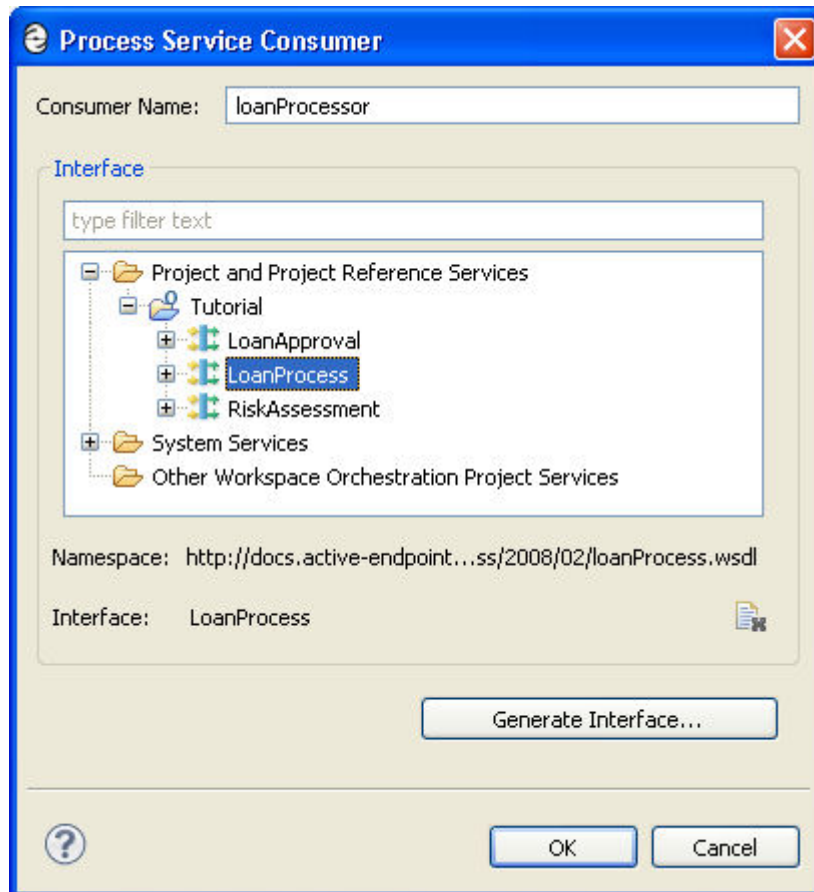 Process Service Consumer
Consumer Name: loanProcessor
Interface
type filter text
Project and Project Reference Services
Tutorial
LoanApproval
LoanProcess
RiskAssessment
System Services
Other Workspace Orchestration Project Services
Namespace: http://docs.active-endpoint...ss/2008/02/loanProcess.wsdl
Interface: LoanProcess
Generate Interface...
? OK Cancel